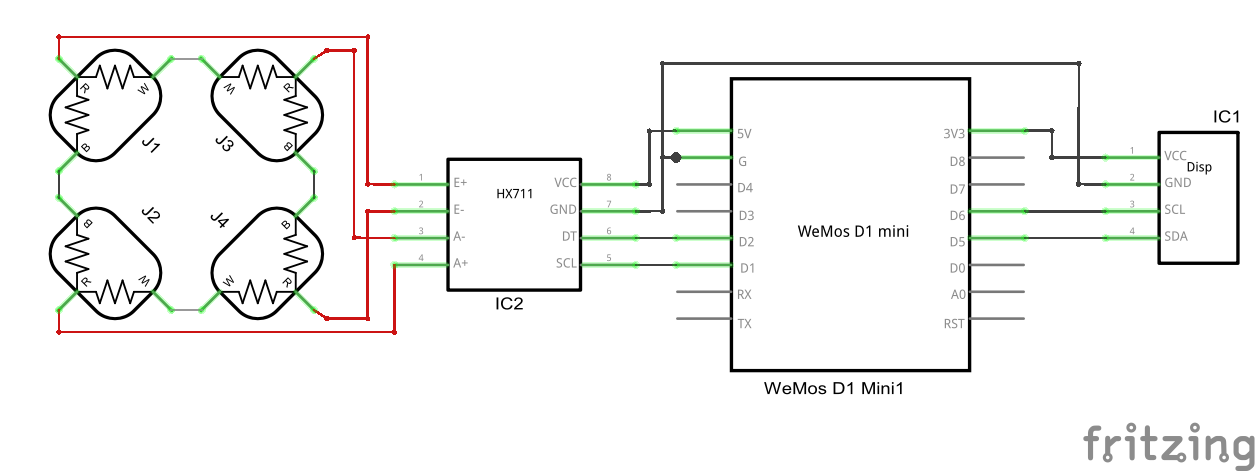 R
W
B
J1
W
R
B
J3
B
R
W
J2
B
R
W
J4
1 E+
2 E-
3 A-
4 A+
HX711
VCC 8
GND 7
DT 6
SCL 5
IC2
5V
G
D4
D3
D2
D1
RX
TX
WeMos D1 mini
3V3
D8
D7
D6
D5
D0
A0
RST
WeMos D1 Mini1
IC1
1 VCC
Disp
2 GND
3 SCL
4 SDA
fritzing